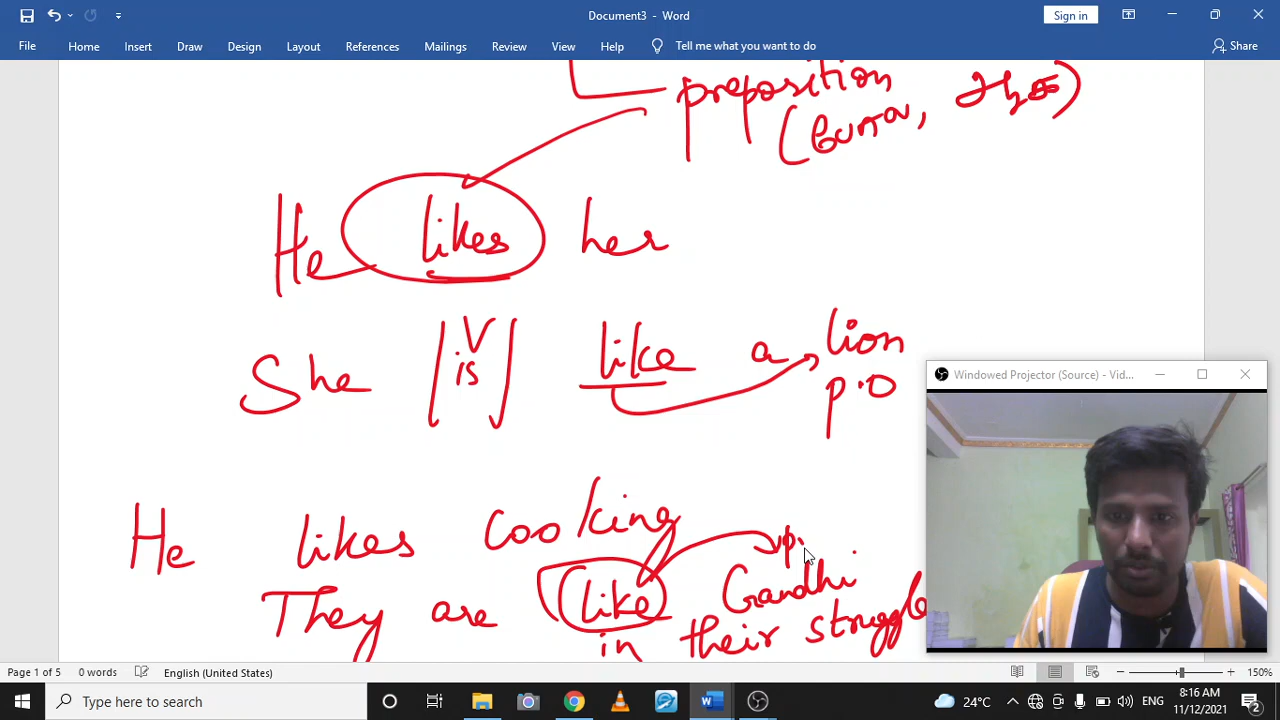 Document3 - Word
Sign in
File Home Insert Draw Design Layout References Mailings Review View Help Tell me what you want to do Share
preposition
He likes her
V
She is like a lion
p.o
He likes cooking
They are like Gandhi
in their struggle
Windowed Projector (Source) - Vid...
Page 1 of 5 0 words English (United States) 150%
Type here to search
24°C ENG 8:16 AM
11/12/2021
2